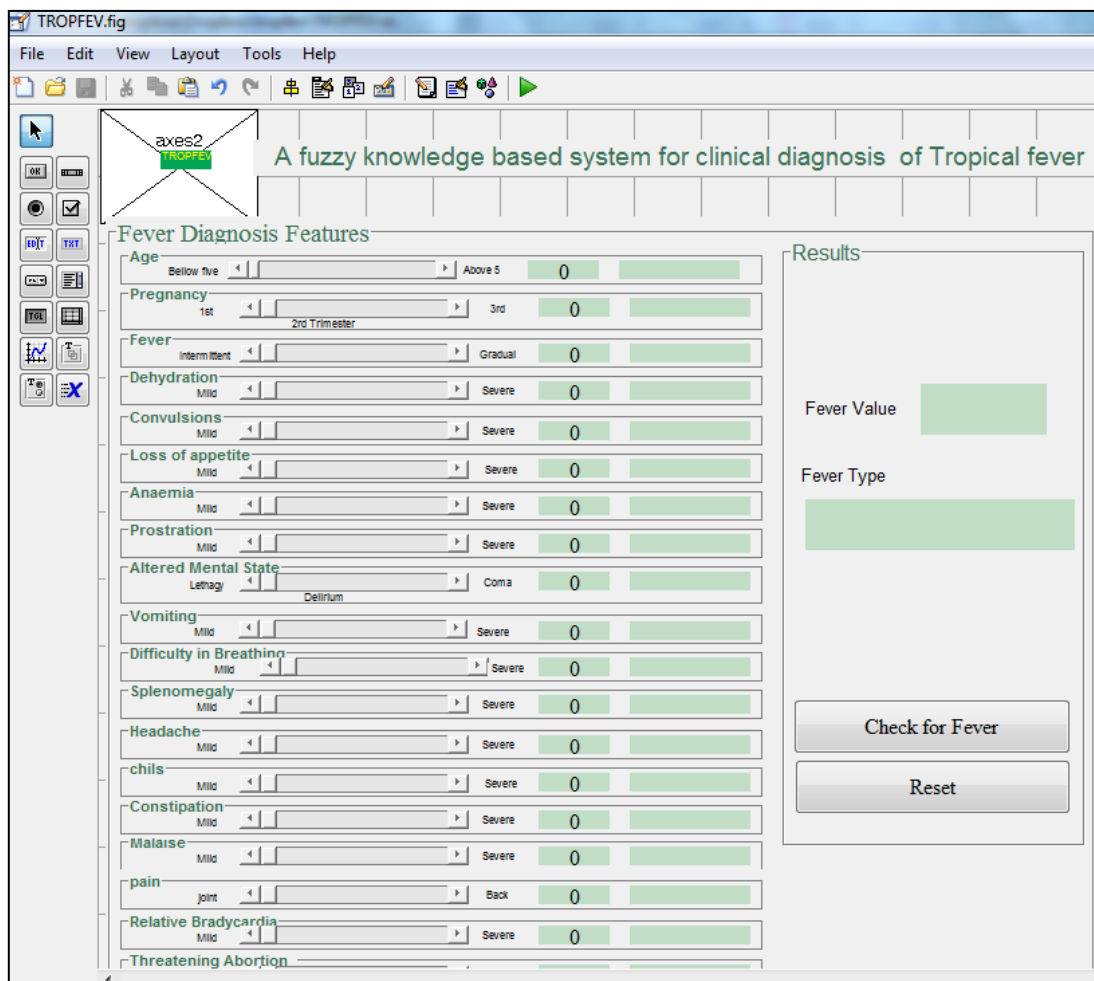 TROPFEV.fig
File Edit View Layout Tools Help
axes2
TROPFEV
A fuzzy knowledge based system for clinical diagnosis of Tropical fever
Fever Diagnosis Features
Age
Bellow five Above 5 0
Pregnancy
1st 3rd 0
2rd Trimester
Fever
Intermittent Gradual 0
Dehydration
Mild Severe 0
Convulsions
Mild Severe 0
Loss of appetite
Mild Severe 0
Anaemia
Mild Severe 0
Prostration
Mild Severe 0
Altered Mental State
Lethagy Coma 0
Delirium
Vomiting
Mild Severe 0
Difficulty in Breathing
Mild Severe 0
Splenomegaly
Mild Severe 0
Headache
Mild Severe 0
chils
Mild Severe 0
Constipation
Mild Severe 0
Malaise
Mild Severe 0
pain
joint Back 0
Relative Bradycardia
Mild Severe 0
Threatening Abortion
Results
Fever Value
Fever Type
Check for Fever
Reset
OK
EDIT TXT
TGL